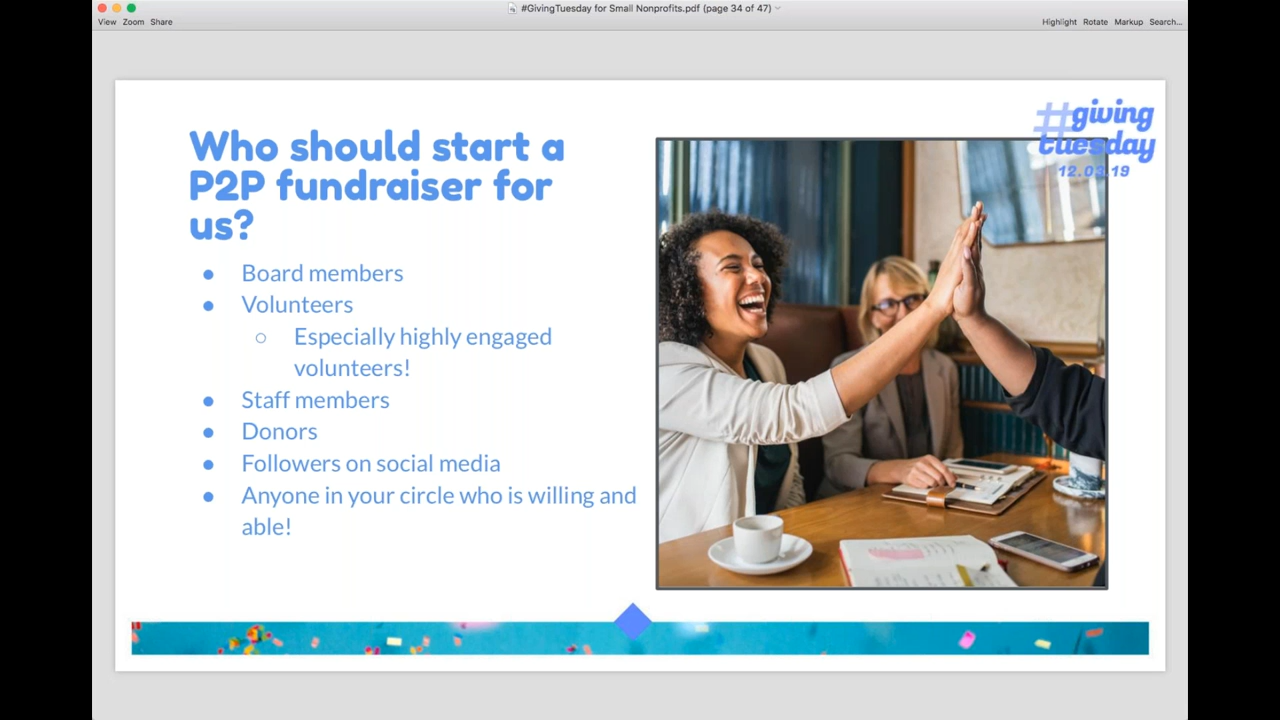 #GivingTuesday for Small Nonprofits.pdf (page 34 of 47)
View Zoom Share
Highlight Rotate Markup Search...
#giving
tuesday
12.03.19
Who should start a
P2P fundraiser for
us?
● Board members
● Volunteers
○ Especially highly engaged
volunteers!
● Staff members
● Donors
● Followers on social media
● Anyone in your circle who is willing and
able!